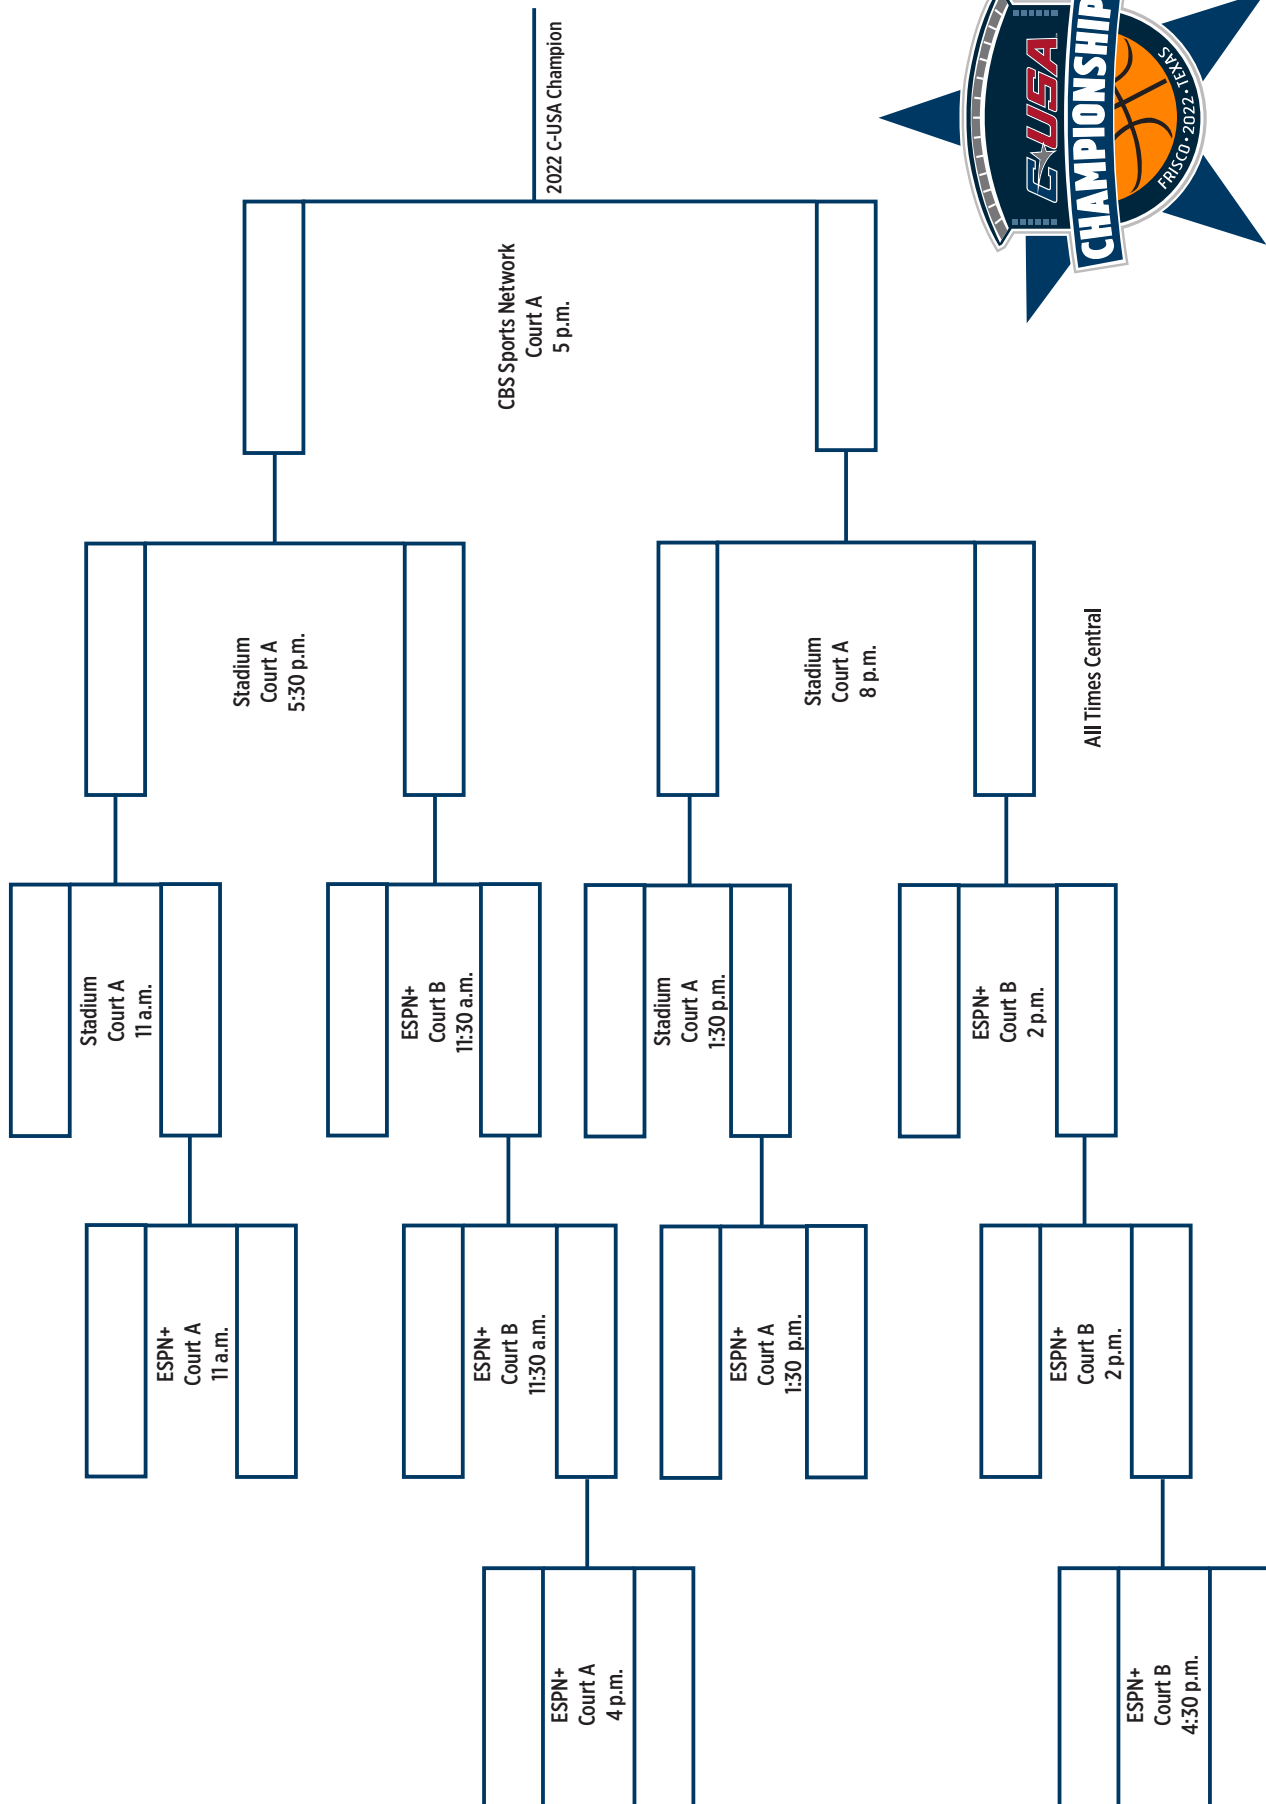 ESPN+
Court A
4 p.m.
ESPN+
Court B
4:30 p.m.
ESPN+
Court A
11 a.m.
ESPN+
Court B
11:30 a.m.
ESPN+
Court A
1:30 p.m.
ESPN+
Court B
2 p.m.
Stadium
Court A
11 a.m.
ESPN+
Court B
11:30 a.m.
Stadium
Court A
1:30 p.m.
ESPN+
Court B
2 p.m.
Stadium
Court A
5:30 p.m.
Stadium
Court A
8 p.m.
All Times Central
CBS Sports Network
Court A
5 p.m.
2022 C-USA Champion
C-USA
CHAMPIONSHIP
FRISCO • 2022 • TEXAS